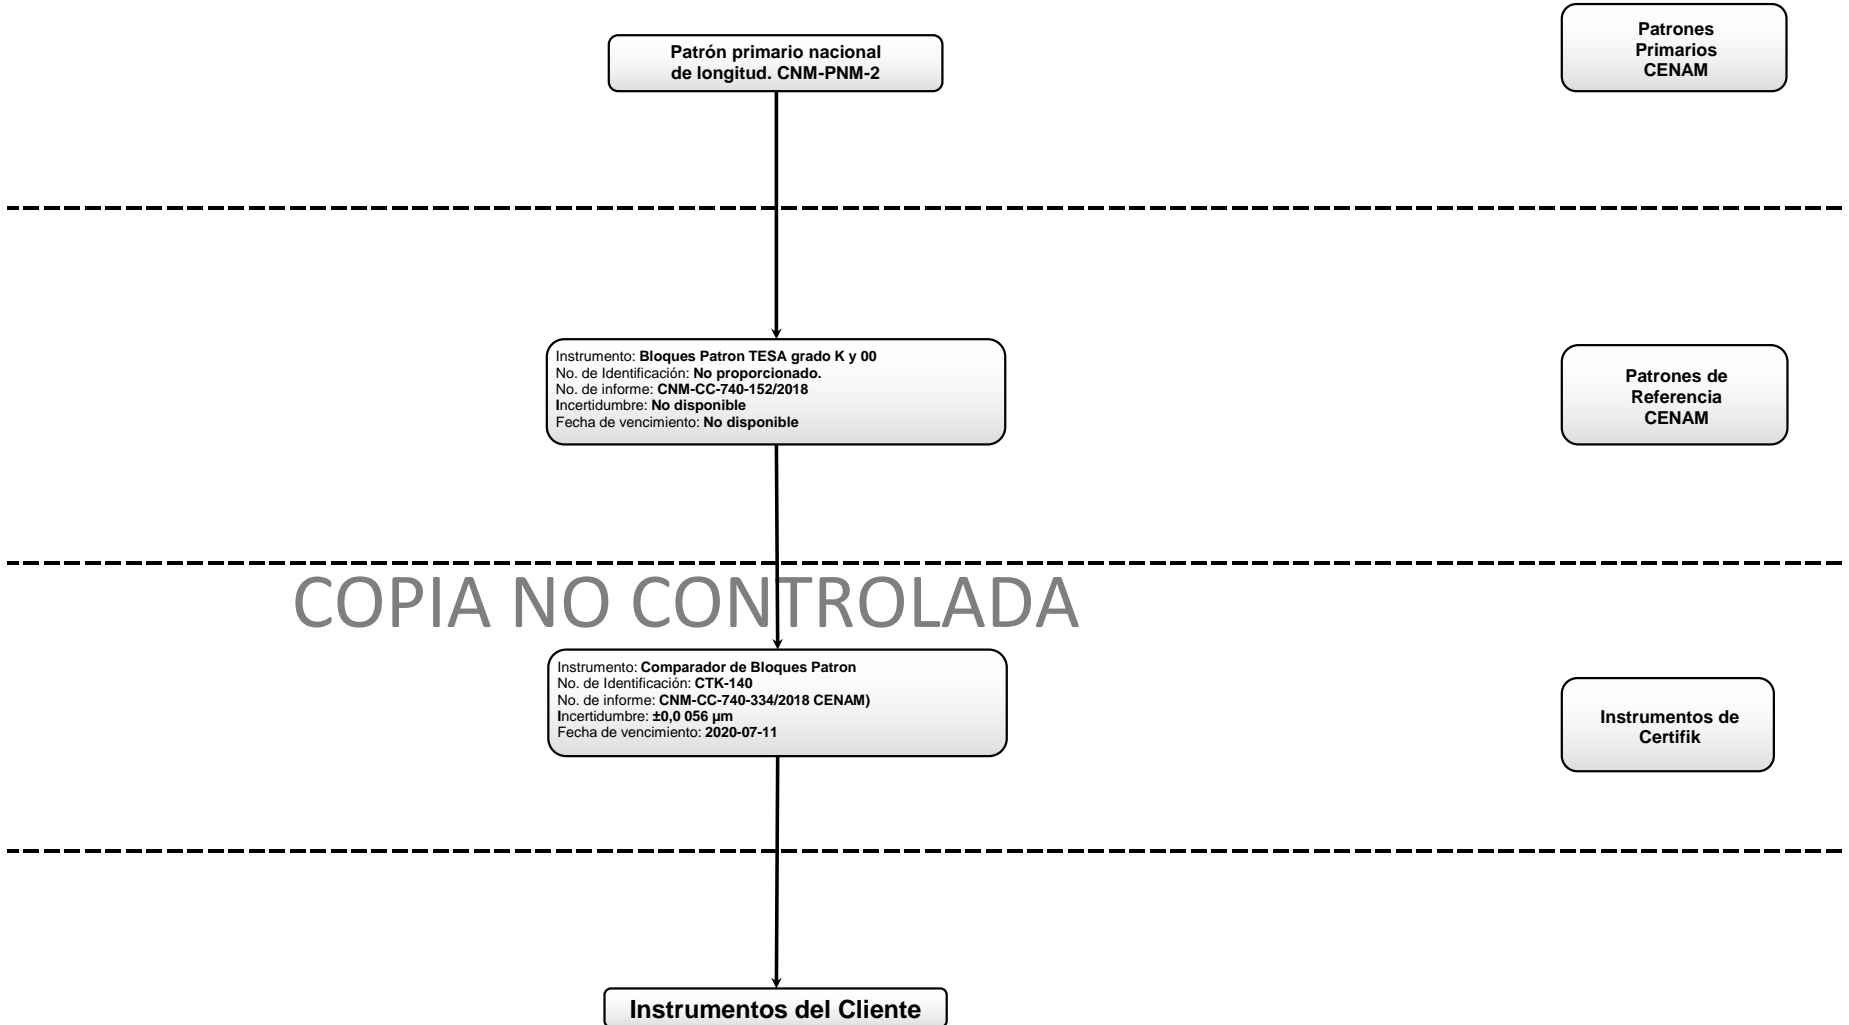 Patrón primario nacional
de longitud. CNM-PNM-2
Patrones
Primarios
CENAM
Instrumento: Bloques Patron TESA grado K y 00
No. de Identificación: No proporcionado.
No. de informe: CNM-CC-740-152/2018
Incertidumbre: No disponible
Fecha de vencimiento: No disponible
Patrones de
Referencia
CENAM
COPIA NO CONTROLADA
Instrumento: Comparador de Bloques Patron
No. de Identificación: CTK-140
No. de informe: CNM-CC-740-334/2018 CENAM)
Incertidumbre: ±0,0 056 µm
Fecha de vencimiento: 2020-07-11
Instrumentos de
Certifik
Instrumentos del Cliente